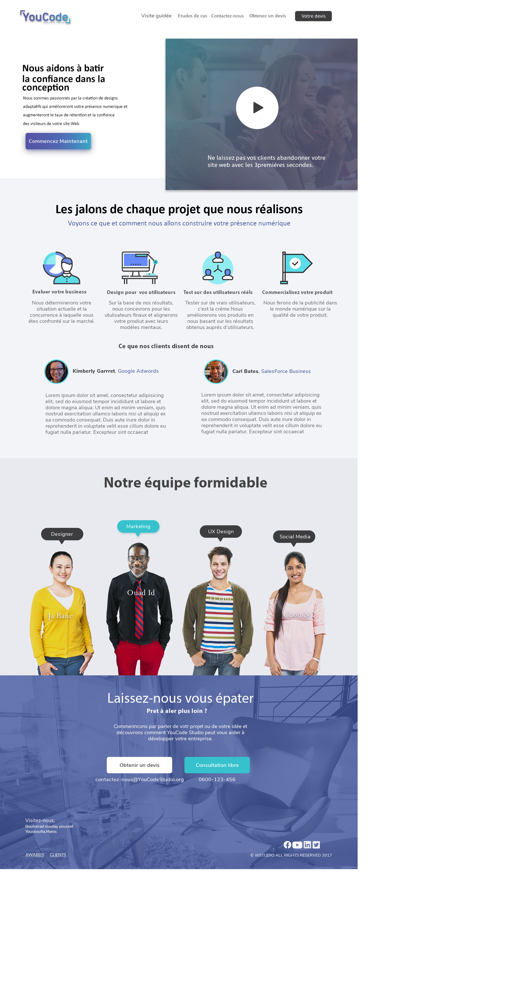 YouCode
POWERED BY SIMPLON
Visite guidée
Etudes de cas
Contactez-nous
Obtenez un devis
Votre devis
Nous aidons à batir
la confiance dans la
conception
Nous sommes passionnés par la création de designs
adaptatifs qui amélioreront votre présence numerique et
augmenteront le taux de rétention et la confiance
des visiteurs de votre site Web
Commencez Maintenant
Ne laissez pas vos clients abandonner votre
site web avec les 3premiéres secondes.
Les jalons de chaque projet que nous réalisons
Voyons ce que et comment nous allons construire votre présence numérique
Evaluer votre business
Nous déterminerons votre
situation actuelle et la
concurrence à laquelle vous
étes confronté sur le marché.
Design pour vos utilisateurs
Sur la base de nos résultats,
nous concevrons pour les
utulisateurs finaux et alignerons
votre prodiut avec leurs
modéles mentaux.
Test sur des utilisateurs rééls
Tester sur de vrais utilisateurs,
c’est la créme.Nous
améliorerons vos produits en
nous basant sur les résultats
obtenus auprés d’utilisateurs.
Commercialisez votre produit
Nous ferons de la publicité dans
le monde numérique sur la
qualité de votre produit.
Ce que nos clients disent de nous
Kimberly Garrret, Google Adwords
Lorem ipsum dolor sit amet, consectetur adipisicing
elit, sed do eiusmod tempor incididunt ut labore et
dolore magna aliqua. Ut enim ad minim veniam, quis
nostrud exercitation ullamco laboris nisi ut aliquip ex
ea commodo consequat. Duis aute irure dolor in
reprehenderit in voluptate velit esse cillum dolore eu
fugiat nulla pariatur. Excepteur sint occaecat
Carl Bates, SalesForce Business
Lorem ipsum dolor sit amet, consectetur adipisicing
elit, sed do eiusmod tempor incididunt ut labore et
dolore magna aliqua. Ut enim ad minim veniam, quis
nostrud exercitation ullamco laboris nisi ut aliquip ex
ea commodo consequat. Duis aute irure dolor in
reprehenderit in voluptate velit esse cillum dolore eu
fugiat nulla pariatur. Excepteur sint occaecat
Notre équipe formidable
Designer
Marketing
UX Design
Social Media
Ja Bane
Ouad Id
Ti Jani
Chou Ni
Laissez-nous vous épater
Pret à aler plus loin ?
Commenncons par parler de votr projet ou de votre idée et
découvrons comment YouCode Studio peut vous aider à
développer votre entreprise.
Obtenir un devis
Consultation libre
contactez-nous@YouCodeStudio.org
0600-123-456
Visitez-nous;
Boulverad moulay youssef,
Youssoufia,Maroc
AWARDS
CLIENTS
© WSTUDIO ALL RIGHTS RESERVED 2017